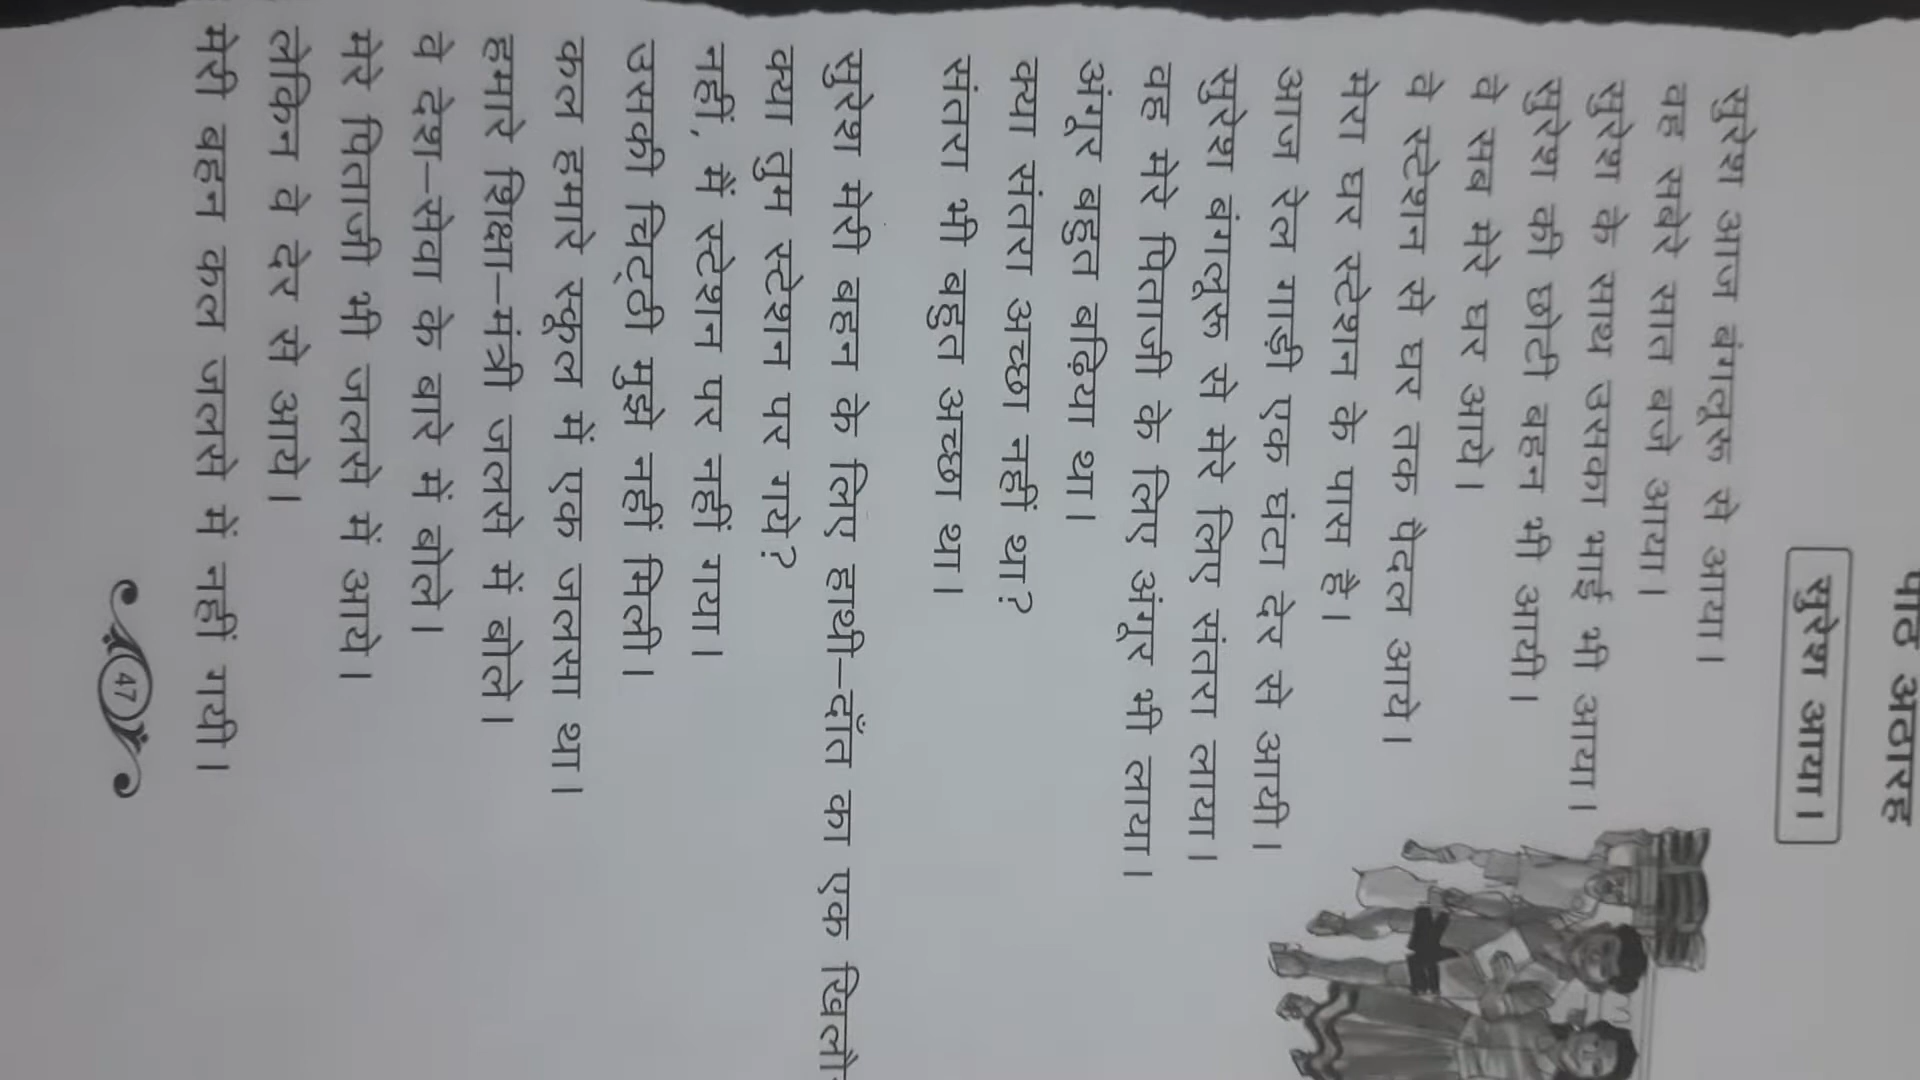 पाठ अठारह
सुरेश आया।
सुरेश आज बंगलूरू से आया।
वह सबेरे सात बजे आया।
सुरेश के साथ उसका भाई भी आया।
सुरेश की छोटी बहन भी आयी।
वे सब मेरे घर आये।
वे स्टेशन से घर तक पैदल आये।
मेरा घर स्टेशन के पास है।
आज रेल गाड़ी एक घंटा देर से आयी।
सुरेश बंगलूरू से मेरे लिए संतरा लाया।
वह मेरे पिताजी के लिए अंगूर भी लाया।
अंगूर बहुत बढ़िया था।
क्या संतरा अच्छा नहीं था?
संतरा भी बहुत अच्छा था।
सुरेश मेरी बहन के लिए हाथी-दाँत का एक
क्या तुम स्टेशन पर गये?
नहीं, मैं स्टेशन पर नहीं गया।
उसकी चिट्ठी मुझे नहीं मिली।
कल हमारे स्कूल में एक जलसा था।
हमारे शिक्षा-मंत्री जलसे में बोले।
वे देश-सेवा के बारे में बोले।
मेरे पिताजी भी जलसे में आये।
लेकिन वे देर से आये।
मेरी बहन कल जलसे में नहीं गयी।
47